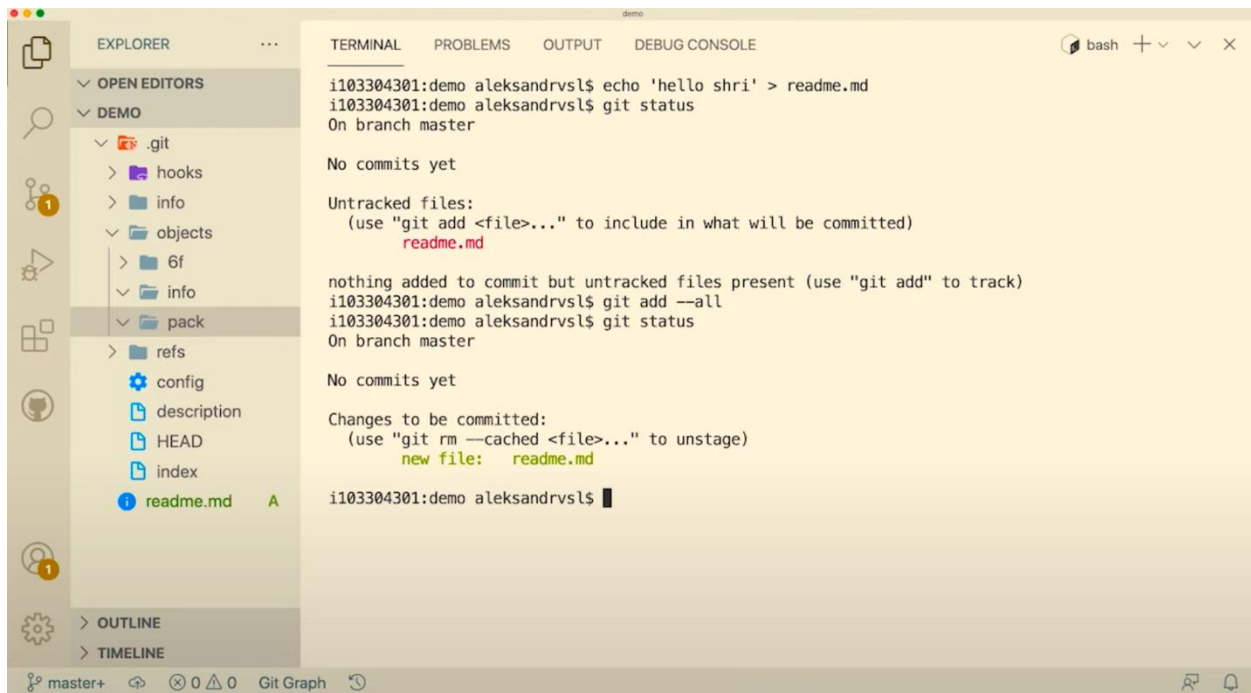 demo
EXPLORER ...
OPEN EDITORS
DEMO
.git
hooks
info
objects
6f
info
pack
refs
config
description
HEAD
index
readme.md A
OUTLINE
TIMELINE
TERMINAL PROBLEMS OUTPUT DEBUG CONSOLE bash
i103304301:demo aleksandrvsl$ echo 'hello shri' > readme.md
i103304301:demo aleksandrvsl$ git status
On branch master
No commits yet
Untracked files:
(use "git add <file>..." to include in what will be committed)
readme.md
nothing added to commit but untracked files present (use "git add" to track)
i103304301:demo aleksandrvsl$ git add --all
i103304301:demo aleksandrvsl$ git status
On branch master
No commits yet
Changes to be committed:
(use "git rm --cached <file>..." to unstage)
new file: readme.md
i103304301:demo aleksandrvsl$
1
1
master+ 0 0 Git Graph